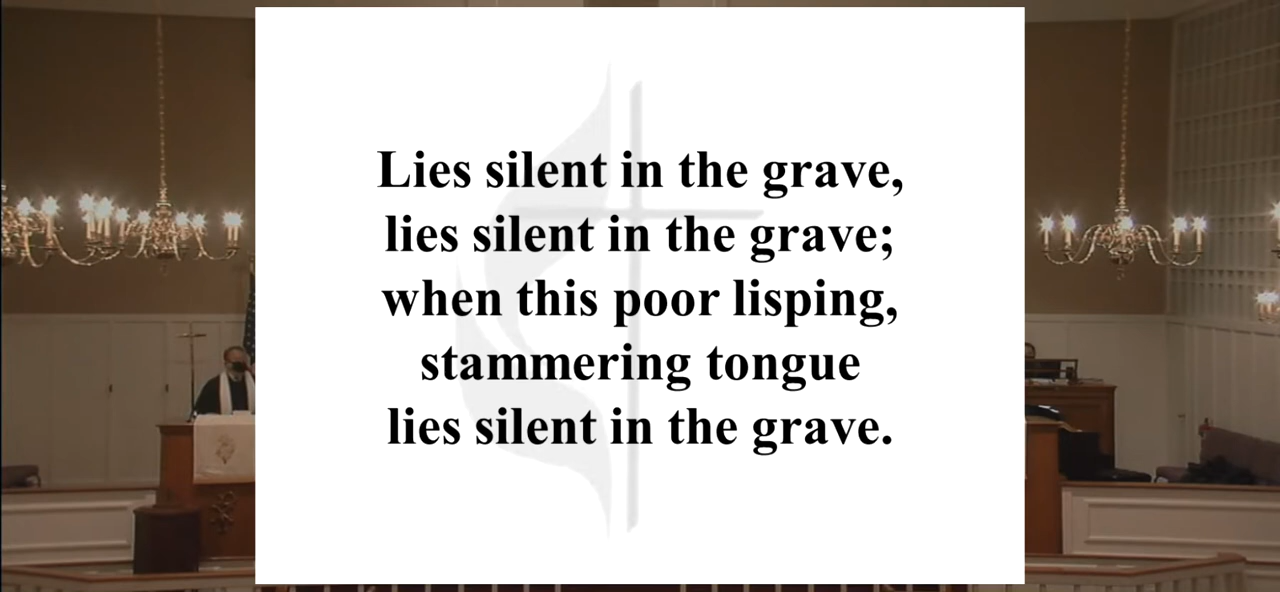 Lies silent in the grave,
lies silent in the grave;
when this poor lisping,
stammering tongue
lies silent in the grave.